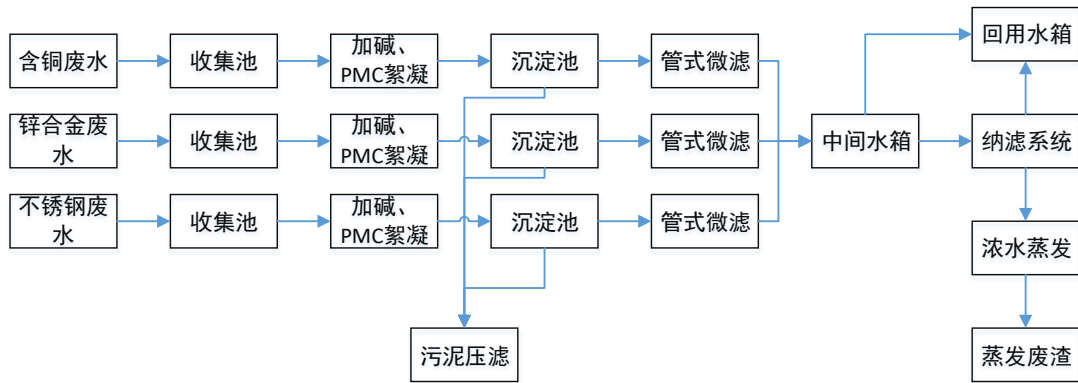 回用水箱
含铜废水
收集池
加碱、
PMC絮凝
沉淀池
管式微滤
锌合金废
水
收集池
加碱、
PMC絮凝
沉淀池
管式微滤
中间水箱
纳滤系统
不锈钢废
水
收集池
加碱、
PMC絮凝
沉淀池
管式微滤
浓水蒸发
污泥压滤
蒸发废渣